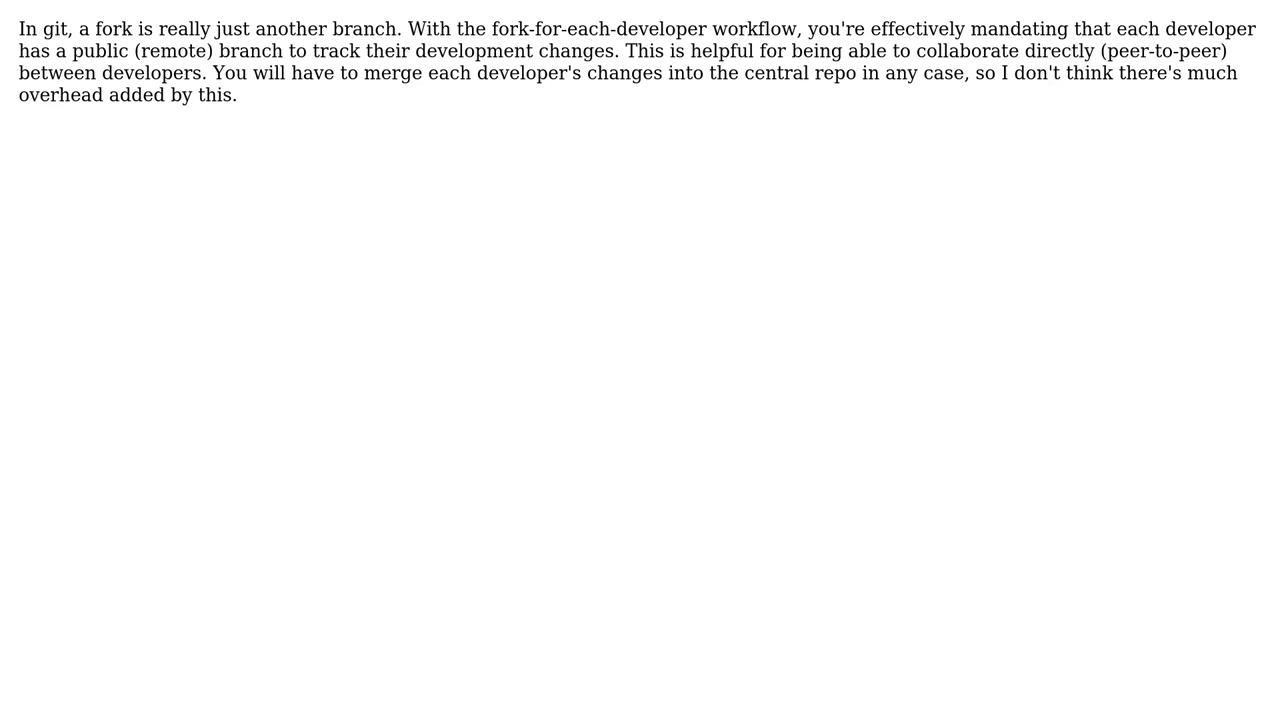 In git, a fork is really just another branch. With the fork-for-each-developer workflow, you're effectively mandating that each developer
has a public (remote) branch to track their development changes. This is helpful for being able to collaborate directly (peer-to-peer)
between developers. You will have to merge each developer's changes into the central repo in any case, so I don't think there's much
overhead added by this.